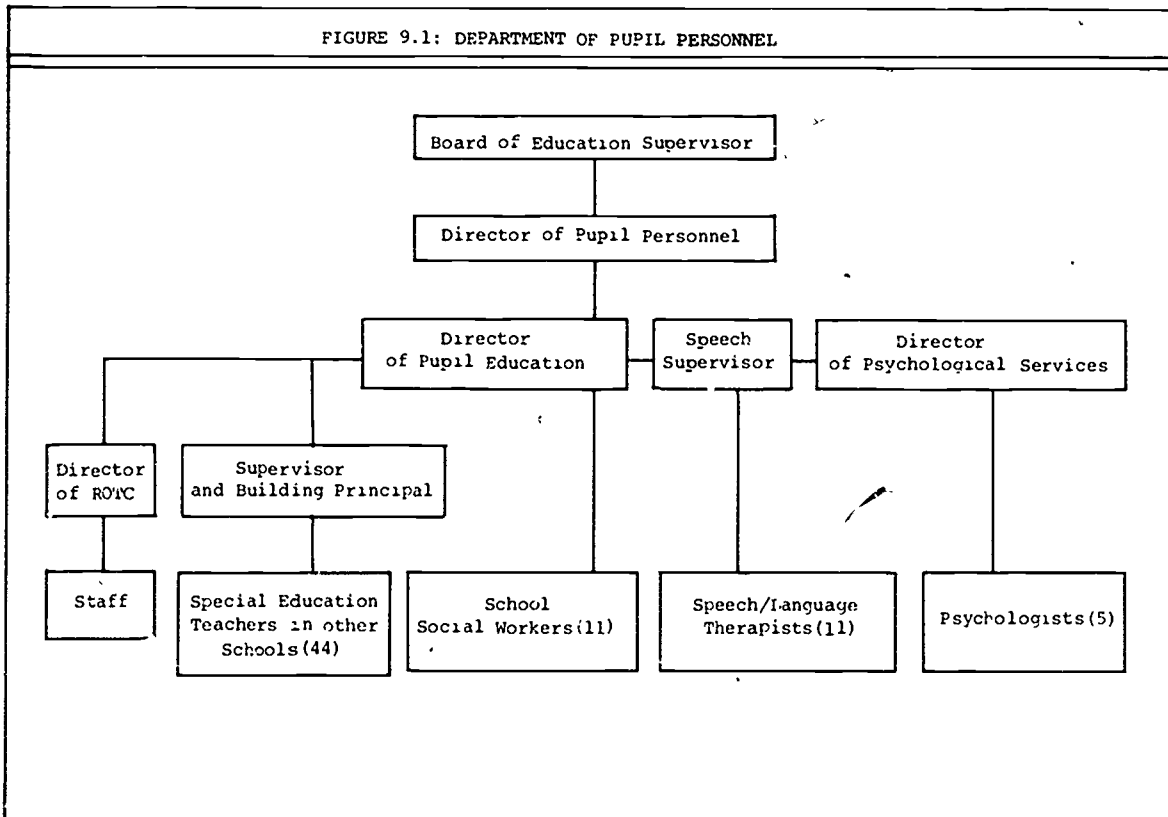 FIGURE 9.1: DEPARTMENT OF PUPIL PERSONNEL
Board of Education Supervisor
Director of Pupil Personnel
Director
of Pupil Education
Speech
Supervisor
Director
of Psychological Services
Director
of ROTC
Supervisor
and Building Principal
Staff
Special Education
Teachers in other
Schools(44)
School
Social Workers(11)
Speech/Language
Therapists(11)
Psychologists(5)